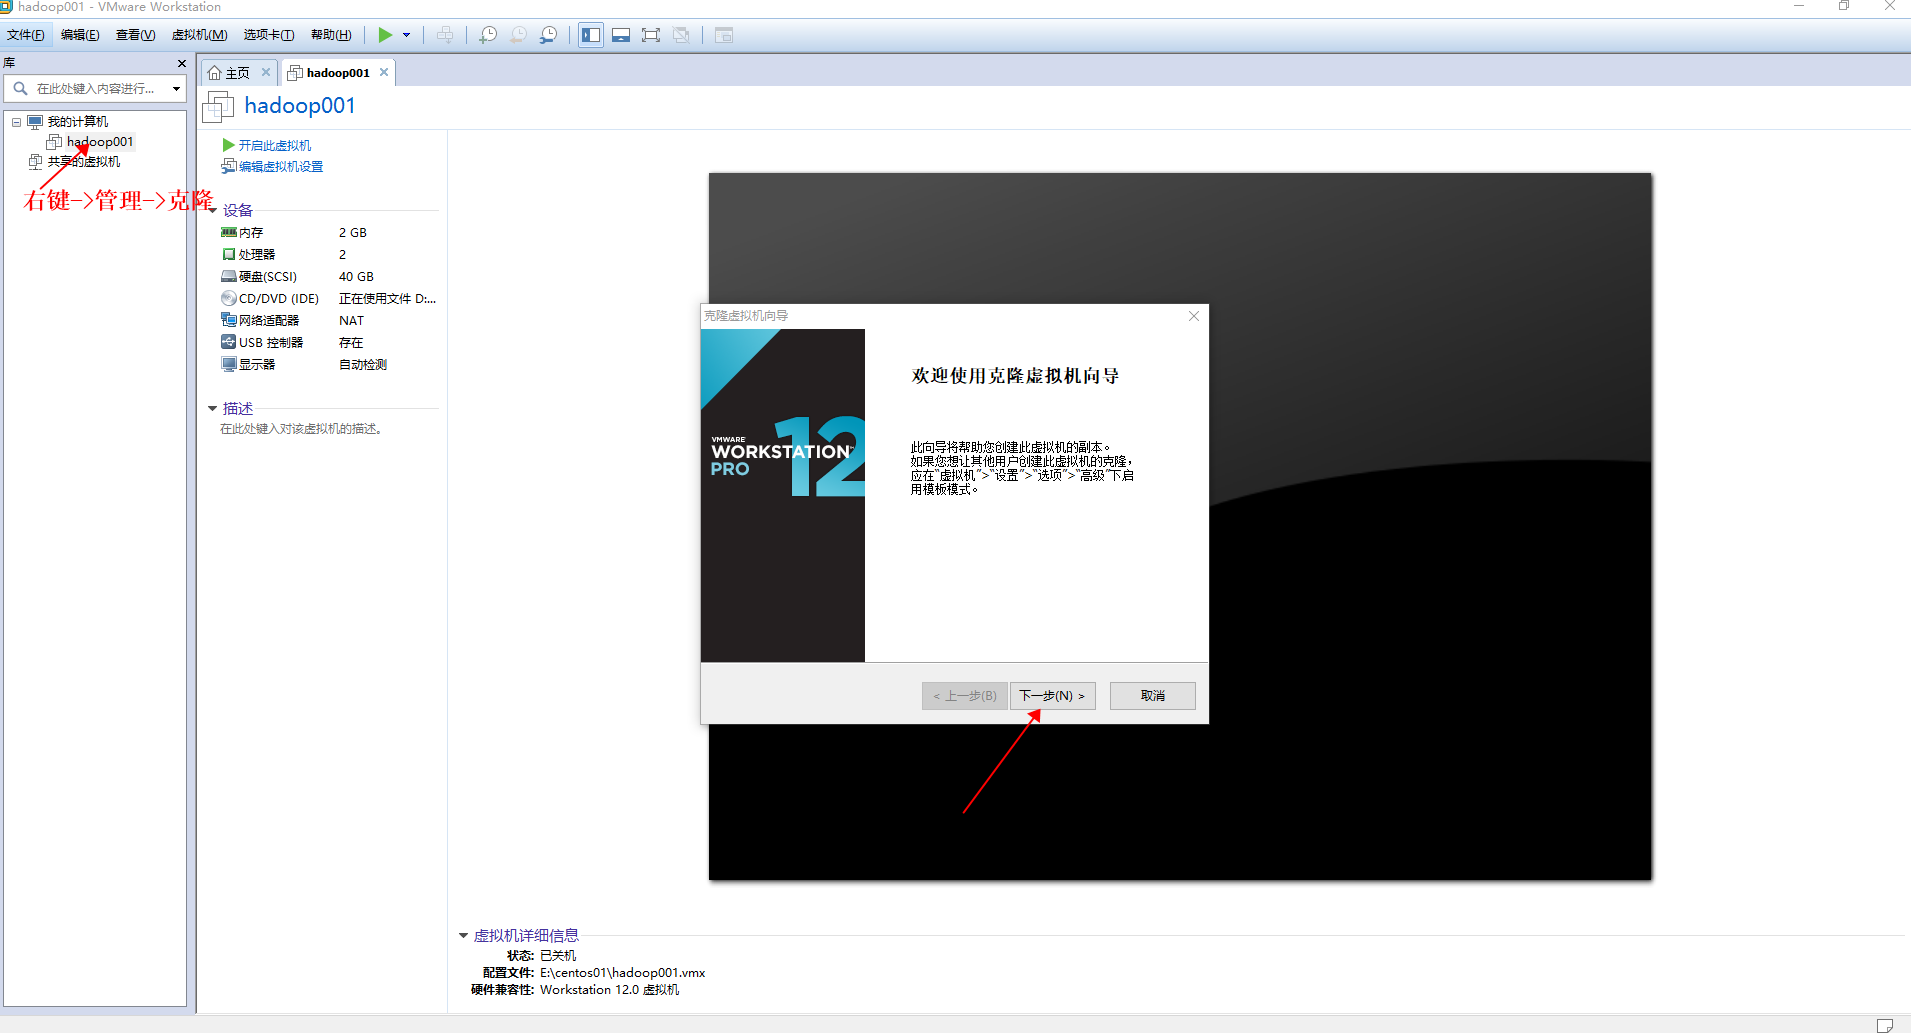 hadoop001 - VMware Workstation
文件(F) 编辑(E) 查看(V) 虚拟机(M) 选项卡(T) 帮助(H)
库
在此处键入内容进行...
我的计算机
hadoop001
共享的虚拟机
右键->管理->克隆
主页
hadoop001
hadoop001
开启此虚拟机
编辑虚拟机设置
设备
内存 2 GB
处理器 2
硬盘(SCSI) 40 GB
CD/DVD (IDE) 正在使用文件 D:...
网络适配器 NAT
USB 控制器 存在
显示器 自动检测
描述
在此处键入对该虚拟机的描述。
克隆虚拟机向导
VMWARE
WORKSTATION™
PRO
12
欢迎使用克隆虚拟机向导
此向导将帮助您创建此虚拟机的副本。
如果您想让其他用户创建此虚拟机的克隆，
应在"虚拟机">"设置">"选项">"高级"下启
用模板模式。
< 上一步(B) 下一步(N) > 取消
虚拟机详细信息
状态: 已关机
配置文件: E:\centos01\hadoop001.vmx
硬件兼容性: Workstation 12.0 虚拟机